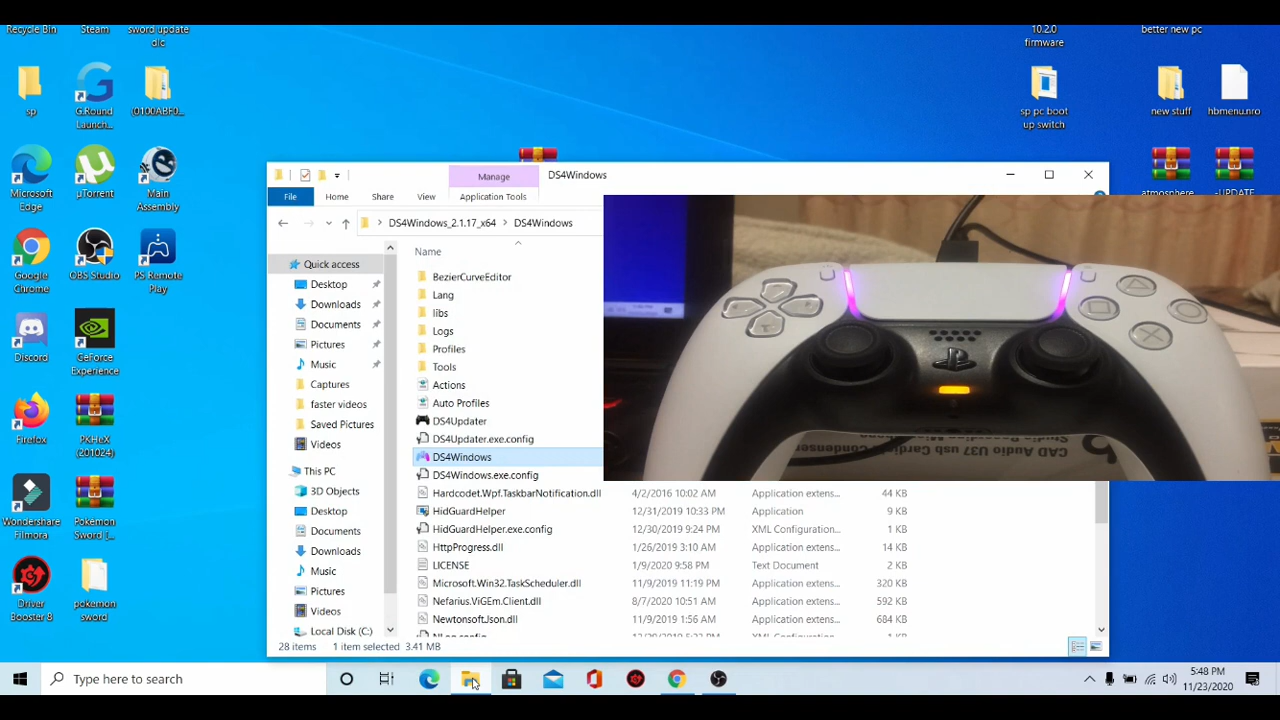 Recycle Bin
Steam
sword update
dlc
10.2.0
firmware
better new pc
sp
G.Round
Launch...
(0100ABF0...
sp pc boot
up switch
new stuff
hbmenu.nro
Microsoft
Edge
µTorrent
Main
Assembly
atmosphere
-UPDATE
Google
Chrome
OBS Studio
PS Remote
Play
Discord
GeForce
Experience
Firefox
PKHeX
(201024)
Wondershare
Filmora
Pokemon
Sword [...
Driver
Booster 8
pokemon
sword
Manage
DS4Windows
File
Home
Share
View
Application Tools
DS4Windows_2.1.17_x64
DS4Windows
Name
Quick access
Desktop
Downloads
Documents
Pictures
Music
Captures
faster videos
Saved Pictures
Videos
This PC
3D Objects
Desktop
Documents
Downloads
Music
Pictures
Videos
Local Disk (C:)
BezierCurveEditor
Lang
libs
Logs
Profiles
Tools
Actions
Auto Profiles
DS4Updater
DS4Updater.exe.config
DS4Windows
DS4Windows.exe.config
Hardcodet.Wpf.TaskbarNotification.dll 4/2/2016 10:02 AM Application extens... 44 KB
HidGuardHelper 12/31/2019 10:33 PM Application 9 KB
HidGuardHelper.exe.config 12/30/2019 9:24 PM XML Configuration... 1 KB
HttpProgress.dll 1/26/2019 3:10 AM Application extens... 14 KB
LICENSE 1/9/2020 9:58 PM Text Document 2 KB
Microsoft.Win32.TaskScheduler.dll 11/9/2019 11:19 PM Application extens... 320 KB
Nefarius.ViGEm.Client.dll 8/7/2020 10:51 AM Application extens... 592 KB
Newtonsoft.Json.dll 11/9/2019 1:56 AM Application extens... 684 KB
28 items 1 item selected 3.41 MB
CAD Audio U37 usb Condenser
Type here to search
5:48 PM
11/23/2020